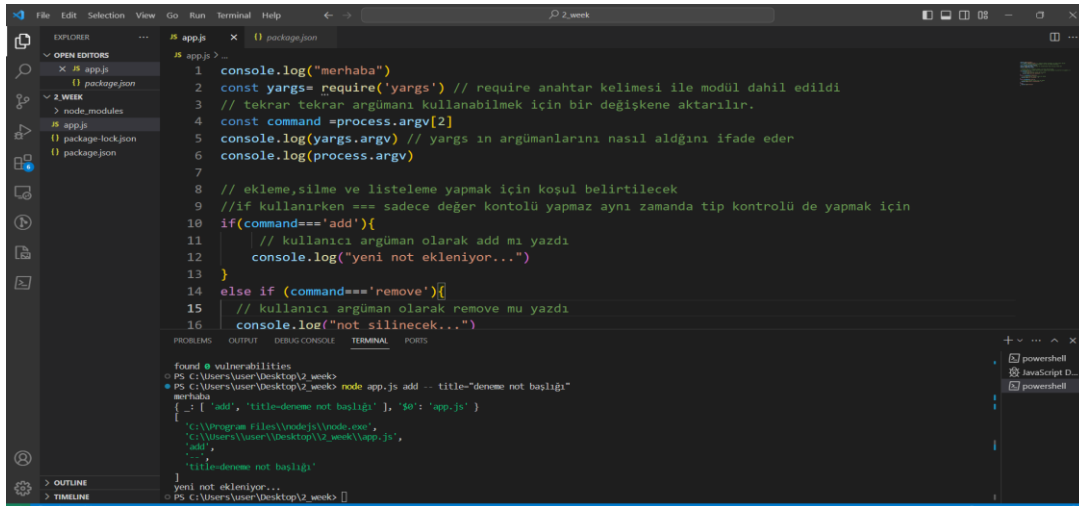 File Edit Selection View Go Run Terminal Help
2_week
EXPLORER
OPEN EDITORS
JS app.js
{} package.json
2_WEEK
node_modules
JS app.js
{} package-lock.json
{} package.json
OUTLINE
TIMELINE
6
JS app.js × {} package.json
JS app.js > ...
1 console.log("merhaba")
2 const yargs= require('yargs') // require anahtar kelimesi ile modül dahil edildi
3 // tekrar tekrar argümanı kullanabilmek için bir değişkene aktarılır.
4 const command =process.argv[2]
5 console.log(yargs.argv) // yargs ın argümanlarını nasıl aldğını ifade eder
6 console.log(process.argv)
7
8 // ekleme,silme ve listeleme yapmak için koşul belirtilecek
9 //if kullanırken === sadece değer kontolü yapmaz aynı zamanda tip kontrolü de yapmak için
10 if(command==='add'){
11 // kullanıcı argüman olarak add mı yazdı
12 console.log("yeni not ekleniyor...")
13 }
14 else if (command==='remove'){
15 // kullanıcı argüman olarak remove mu yazdı
16 console.log("not silinecek...")
PROBLEMS OUTPUT DEBUG CONSOLE TERMINAL PORTS
found 0 vulnerabilities
PS C:\Users\user\Desktop\2_week>
PS C:\Users\user\Desktop\2_week> node app.js add -- title="deneme not başlığı"
merhaba
{ _: [ 'add', 'title=deneme not başlığı' ], '$0': 'app.js' }
[
'C:\\Program Files\\nodejs\\node.exe',
'C:\\Users\\user\\Desktop\\2_week\\app.js',
'add',
'--',
'title=deneme not başlığı'
]
yeni not ekleniyor...
PS C:\Users\user\Desktop\2_week>
powershell
JavaScript D...
powershell